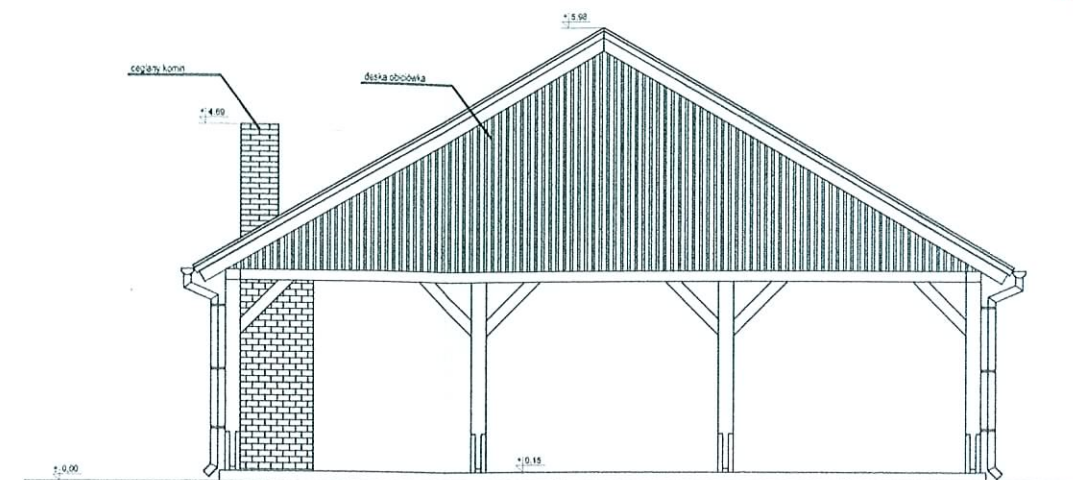 +5.98
ceglany komin
deska obiciówka
+4.69
±0,00
+0.15